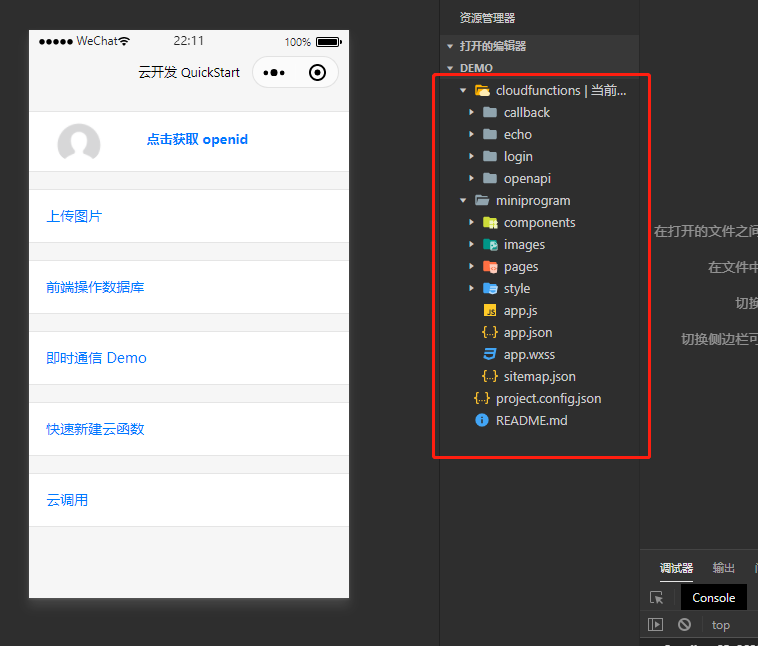 WeChat
22:11
100%
云开发 QuickStart
点击获取 openid
上传图片
前端操作数据库
即时通信 Demo
快速新建云函数
云调用
资源管理器
打开的编辑器
DEMO
cloudfunctions | 当前...
callback
echo
login
openapi
miniprogram
components
images
pages
style
JS app.js
{..} app.json
app.wxss
{..} sitemap.json
{..} project.config.json
README.md
在打开的文件之间
在文件中
切换
切换侧边栏可
调试器
输出
Console
top